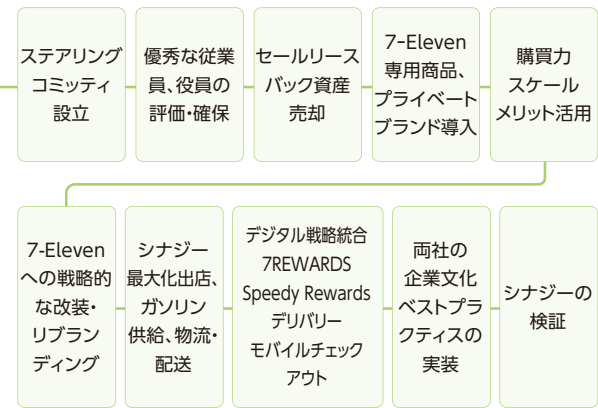 ステアリング
コミッティ
設立
優秀な従業
員、役員の
評価・確保
セールリース
バック資産
売却
7-Eleven
専用商品、
プライベート
ブランド導入
購買力
スケール
メリット活用
7-Eleven
への戦略的
な改装・
リブラン
ディング
シナジー
最大化出店、
ガソリン
供給、物流・
配送
デジタル戦略統合
7REWARDS
Speedy Rewards
デリバリー
モバイルチェック
アウト
両社の
企業文化
ベストプラ
クティスの
実装
シナジーの
検証